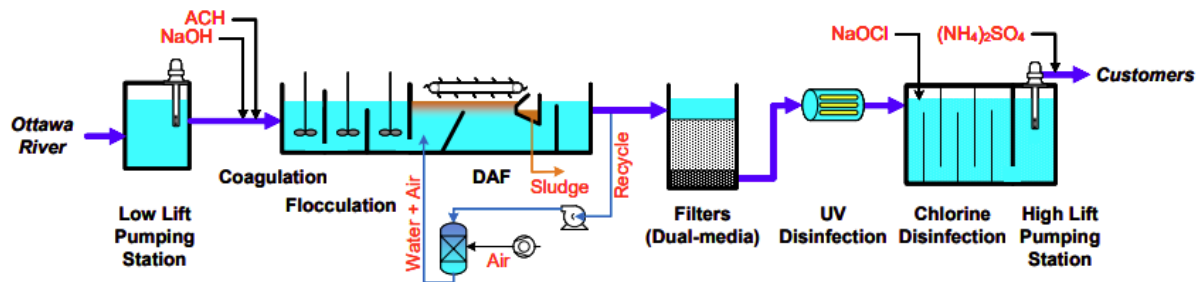 ACH
NaOH
NaOCl
(NH₄)₂SO₄
Customers
Ottawa
River
Coagulation
Flocculation
DAF
Sludge
Recycle
Water + Air
Air
Low Lift
Pumping
Station
Filters
(Dual-media)
UV
Disinfection
Chlorine
Disinfection
High Lift
Pumping
Station